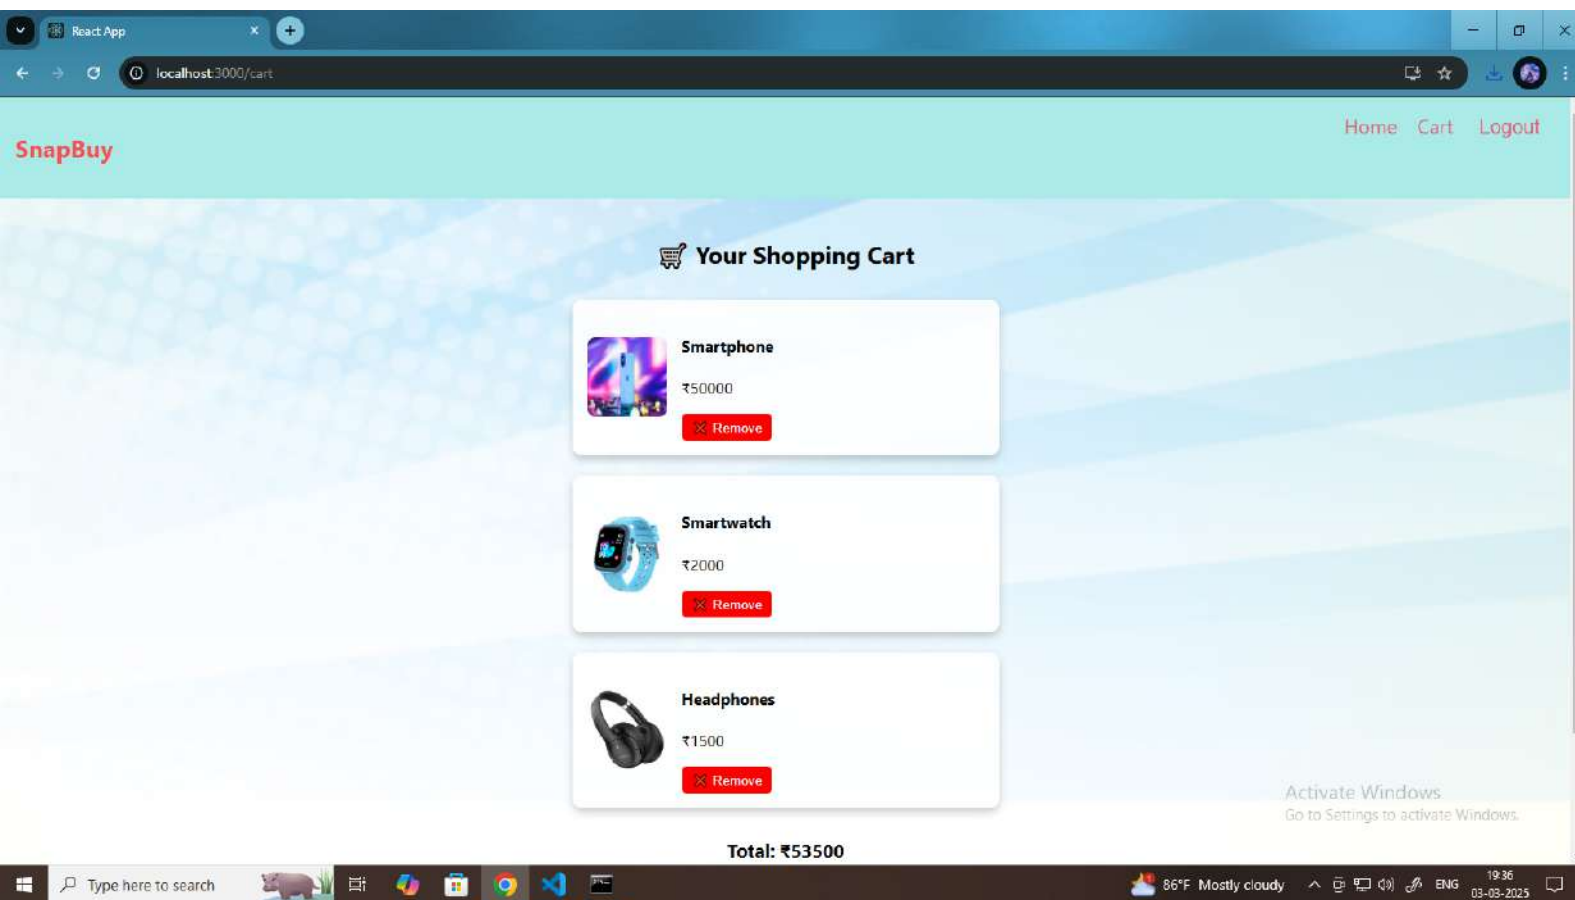 React App
localhost:3000/cart
SnapBuy
Home Cart Logout
Your Shopping Cart
Smartphone
₹50000
Remove
Smartwatch
₹2000
Remove
Headphones
₹1500
Remove
Activate Windows
Go to Settings to activate Windows.
Total: ₹53500
Type here to search
86°F Mostly cloudy
ENG
19:36
03-03-2025